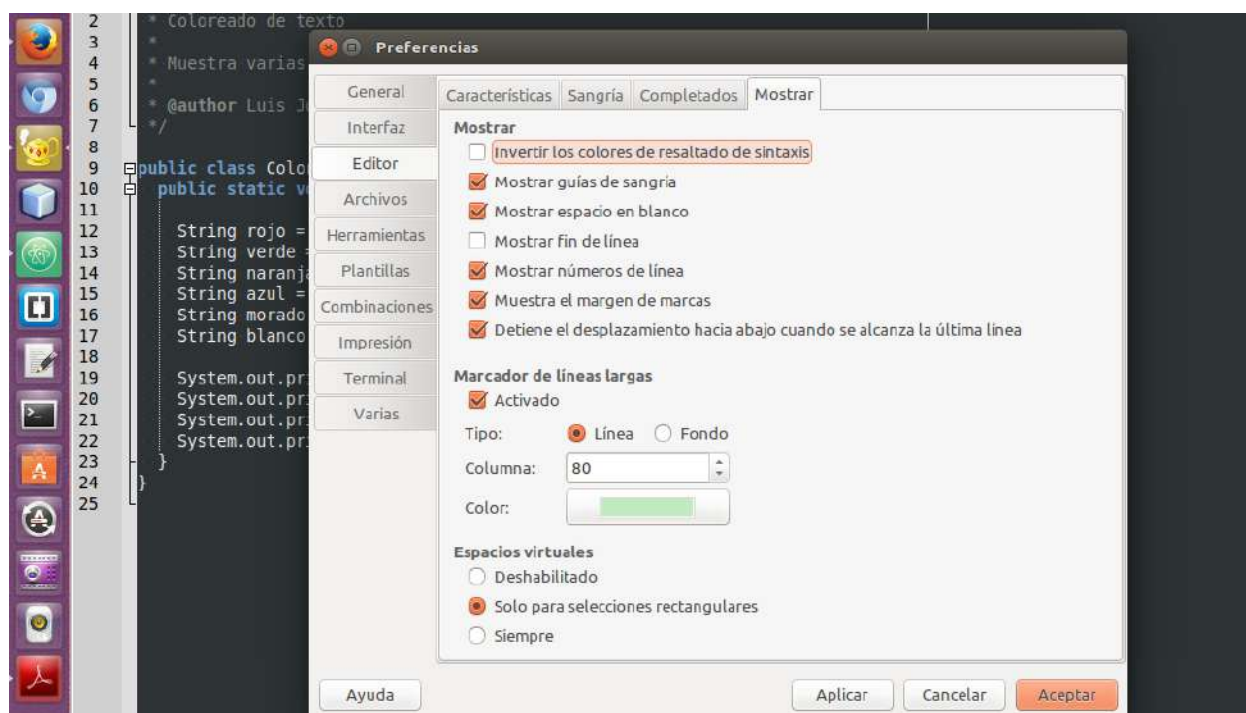 2 * Coloreado de texto
3 *
4 * Muestra varias
5 *
6 * @author Luis
7 */
8
9 public class Colo
10 public static v
11
12 String rojo =
13 String verde =
14 String naranja
15 String azul =
16 String morado
17 String blanco
18
19 System.out.pri
20 System.out.pri
21 System.out.pri
22 System.out.pri
23 }
24 }
25
Preferencias
General
Interfaz
Editor
Archivos
Herramientas
Plantillas
Combinaciones
Impresión
Terminal
Varias
Características Sangría Completados Mostrar
Mostrar
Invertir los colores de resaltado de sintaxis
Mostrar guías de sangría
Mostrar espacio en blanco
Mostrar fin de línea
Mostrar números de línea
Muestra el margen de marcas
Detiene el desplazamiento hacia abajo cuando se alcanza la última línea
Marcador de líneas largas
Activado
Tipo: Línea Fondo
Columna: 80
Color:
Espacios virtuales
Deshabilitado
Solo para selecciones rectangulares
Siempre
Ayuda Aplicar Cancelar Aceptar